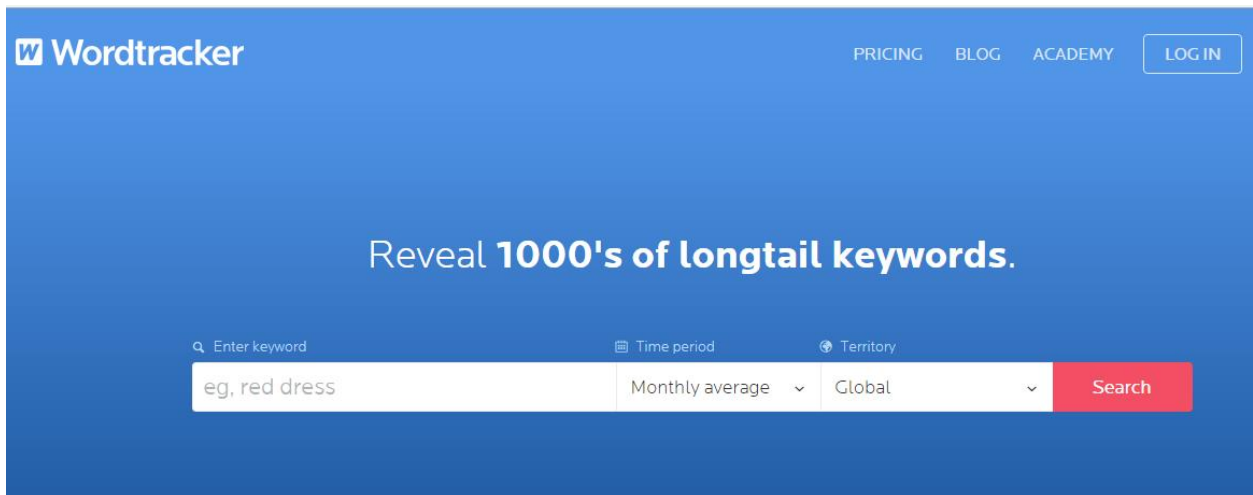 W Wordtracker
PRICING BLOG ACADEMY LOG IN
Reveal 1000's of longtail keywords.
Enter keyword Time period Territory
eg, red dress Monthly average Global Search